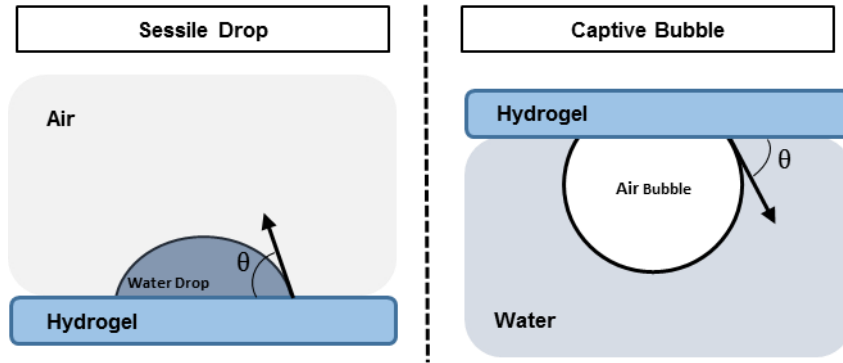 Sessile Drop
Air
θ
Water Drop
Hydrogel
Captive Bubble
Hydrogel
θ
Air Bubble
Water